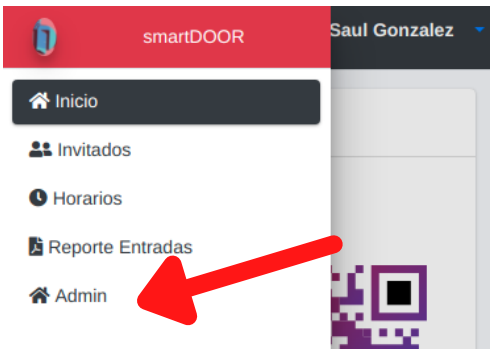 smartDOOR
Saul Gonzalez
Inicio
Invitados
Horarios
Reporte Entradas
Admin